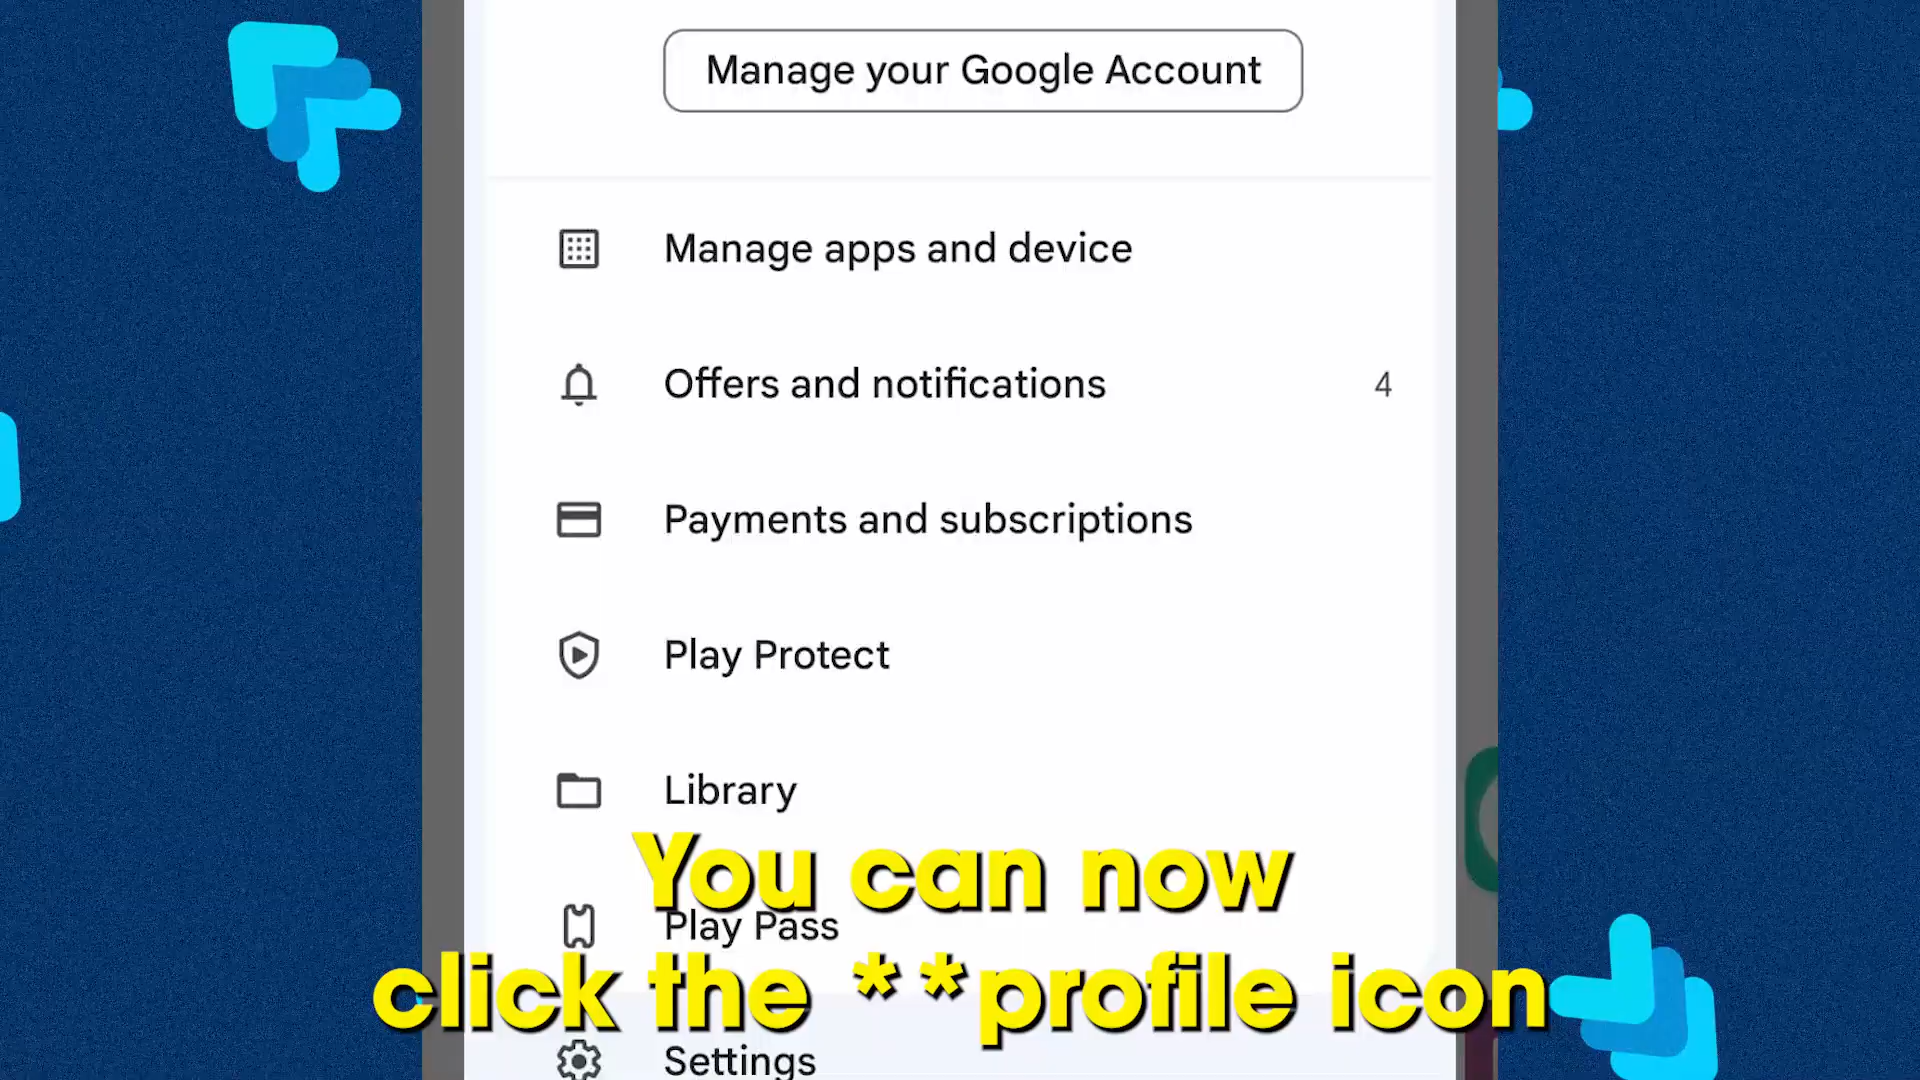 Manage your Google Account
Manage apps and device
Offers and notifications 4
Payments and subscriptions
Play Protect
Library
You can now
Play Pass
click the **profile icon
Settings